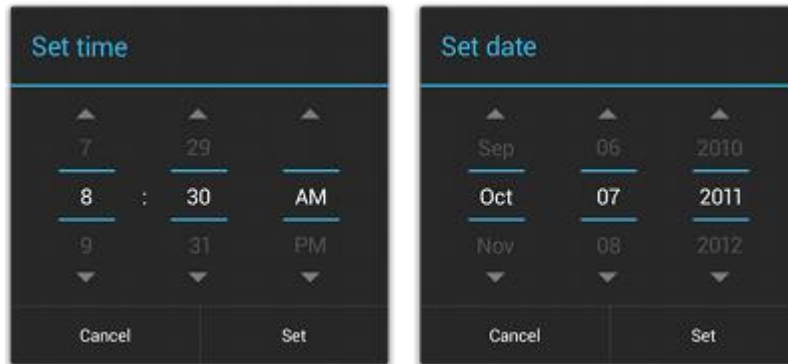 Set time
7 29
8 : 30 AM
9 31 PM
Cancel Set
Set date
Sep 06 2010
Oct 07 2011
Nov 08 2012
Cancel Set